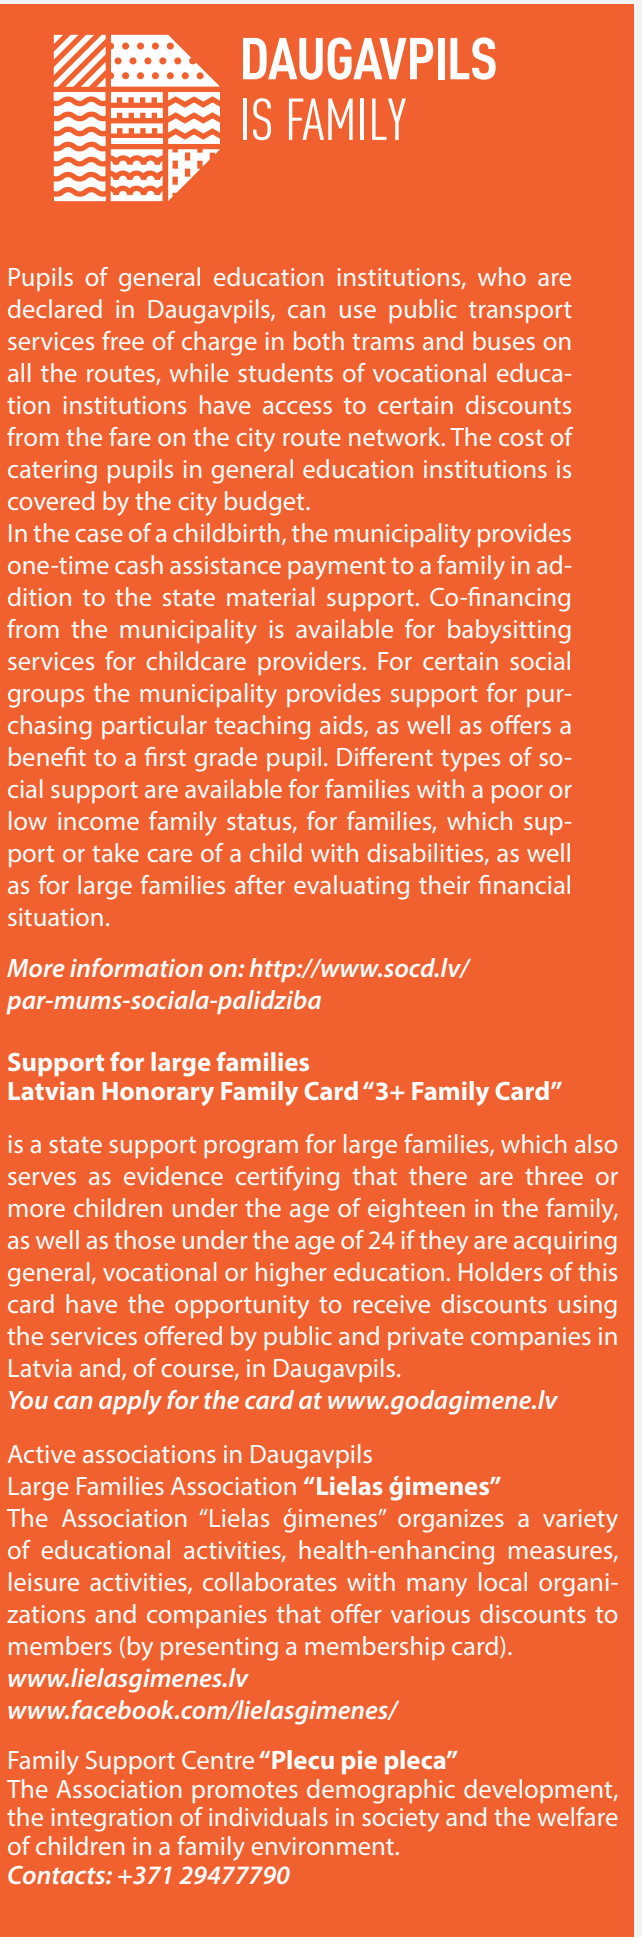 DAUGAVPILS
IS FAMILY
Pupils of general education institutions, who are
declared in Daugavpils, can use public transport
services free of charge in both trams and buses on
all the routes, while students of vocational educa-
tion institutions have access to certain discounts
from the fare on the city route network. The cost of
catering pupils in general education institutions is
covered by the city budget.
In the case of a childbirth, the municipality provides
one-time cash assistance payment to a family in ad-
dition to the state material support. Co-financing
from the municipality is available for babysitting
services for childcare providers. For certain social
groups the municipality provides support for pur-
chasing particular teaching aids, as well as offers a
benefit to a first grade pupil. Different types of so-
cial support are available for families with a poor or
low income family status, for families, which sup-
port or take care of a child with disabilities, as well
as for large families after evaluating their financial
situation.
More information on: http://www.socd.lv/
par-mums-sociala-palidziba
Support for large families
Latvian Honorary Family Card “3+ Family Card”
is a state support program for large families, which also
serves as evidence certifying that there are three or
more children under the age of eighteen in the family,
as well as those under the age of 24 if they are acquiring
general, vocational or higher education. Holders of this
card have the opportunity to receive discounts using
the services offered by public and private companies in
Latvia and, of course, in Daugavpils.
You can apply for the card at www.godagimene.lv
Active associations in Daugavpils
Large Families Association “Lielas ģimenes”
The Association “Lielas ģimenes” organizes a variety
of educational activities, health-enhancing measures,
leisure activities, collaborates with many local organi-
zations and companies that offer various discounts to
members (by presenting a membership card).
www.lielasgimenes.lv
www.facebook.com/lielasgimenes/
Family Support Centre “Plecu pie pleca”
The Association promotes demographic development,
the integration of individuals in society and the welfare
of children in a family environment.
Contacts: +371 29477790